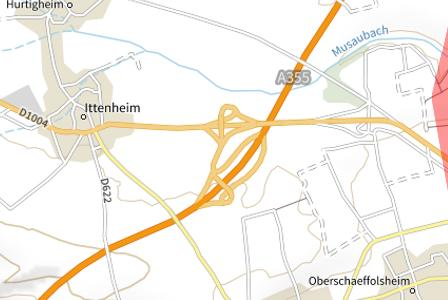 Hurtigheim
Musaubach
A355
D1004
Ittenheim
D622
Oberschaeffolsheim